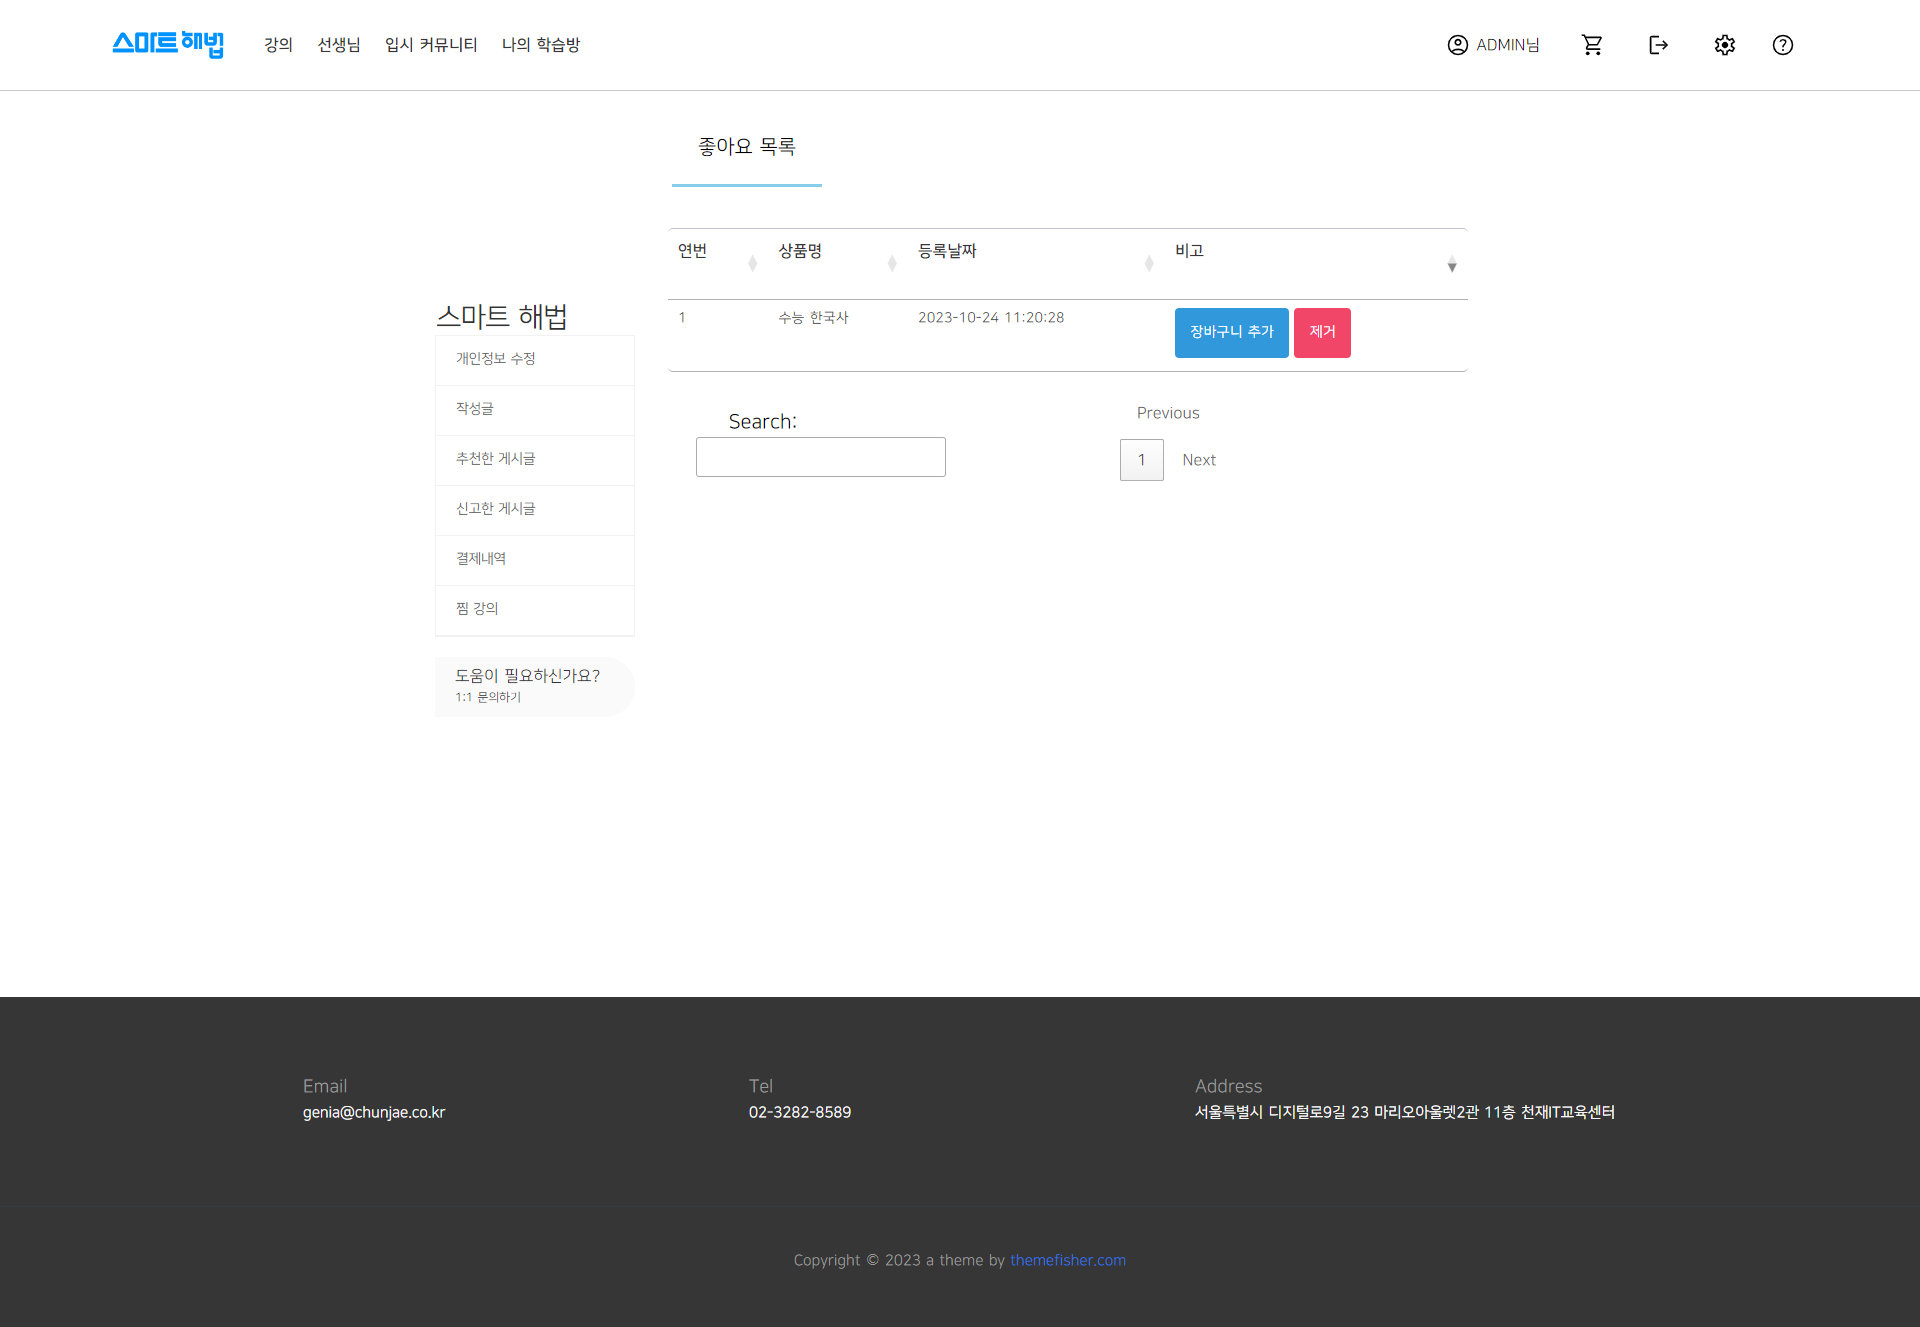 스마트 해법 강의 선생님 입시 커뮤니티 나의 학습방 ADMIN님
좋아요 목록
연번 상품명 등록날짜 비고
1 수능 한국사 2023-10-24 11:20:28 장바구니 추가 제거
스마트 해법
개인정보 수정
작성글
추천한 게시글
신고한 게시글
결제내역
찜 강의
도움이 필요하신가요?
1:1 문의하기
Search:
Previous
1 Next
Email
genia@chunjae.co.kr
Tel
02-3282-8589
Address
서울특별시 디지털로9길 23 마리오아울렛2관 11층 천재IT교육센터
Copyright © 2023 a theme by themefisher.com